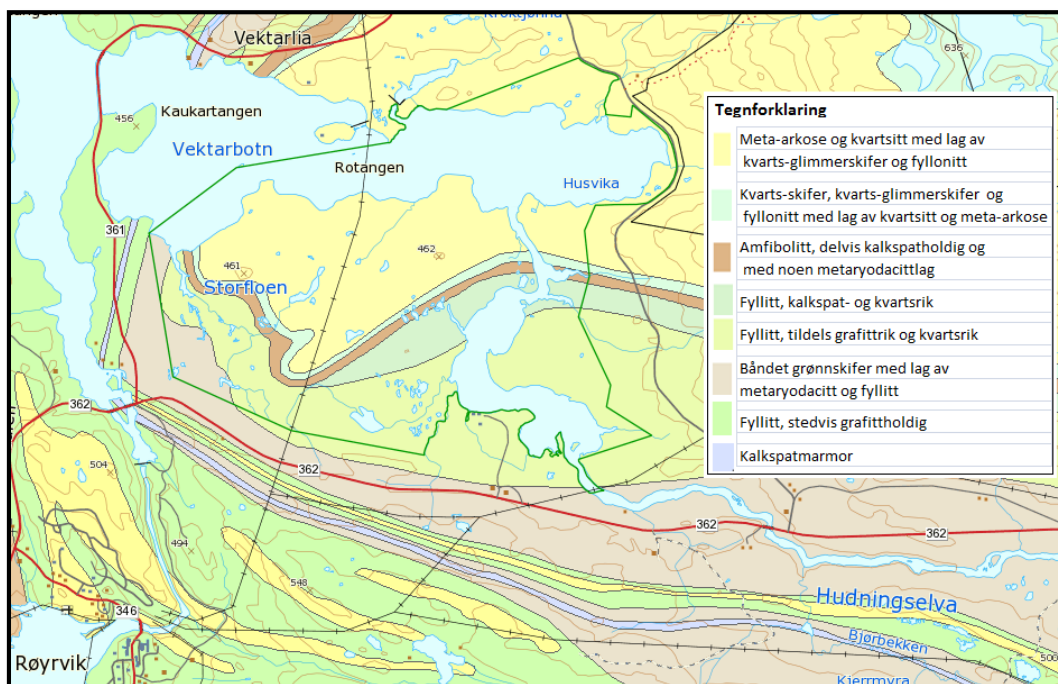 Kroktjønna
Vektarlia
636
Kaukartangen
456
Vektarbotn
Rotangen
Husvika
361
461
462
Storfloen
362
504
362
362
362
494
548
346
Hudningselva
Bjørbekken
500
Røyrvik
Kjerrmyra
Tegnforklaring
Meta-arkose og kvartsitt med lag av
kvarts-glimmerskifer og fyllonitt
Kvarts-skifer, kvarts-glimmerskifer og
fyllonitt med lag av kvartsitt og meta-arkose
Amfibolitt, delvis kalkspatholdig og
med noen metaryodacittlag
Fyllitt, kalkspat- og kvartsrik
Fyllitt, tildels grafittrik og kvartsrik
Båndet grønnskifer med lag av
metaryodacitt og fyllitt
Fyllitt, stedvis grafittholdig
Kalkspatmarmor